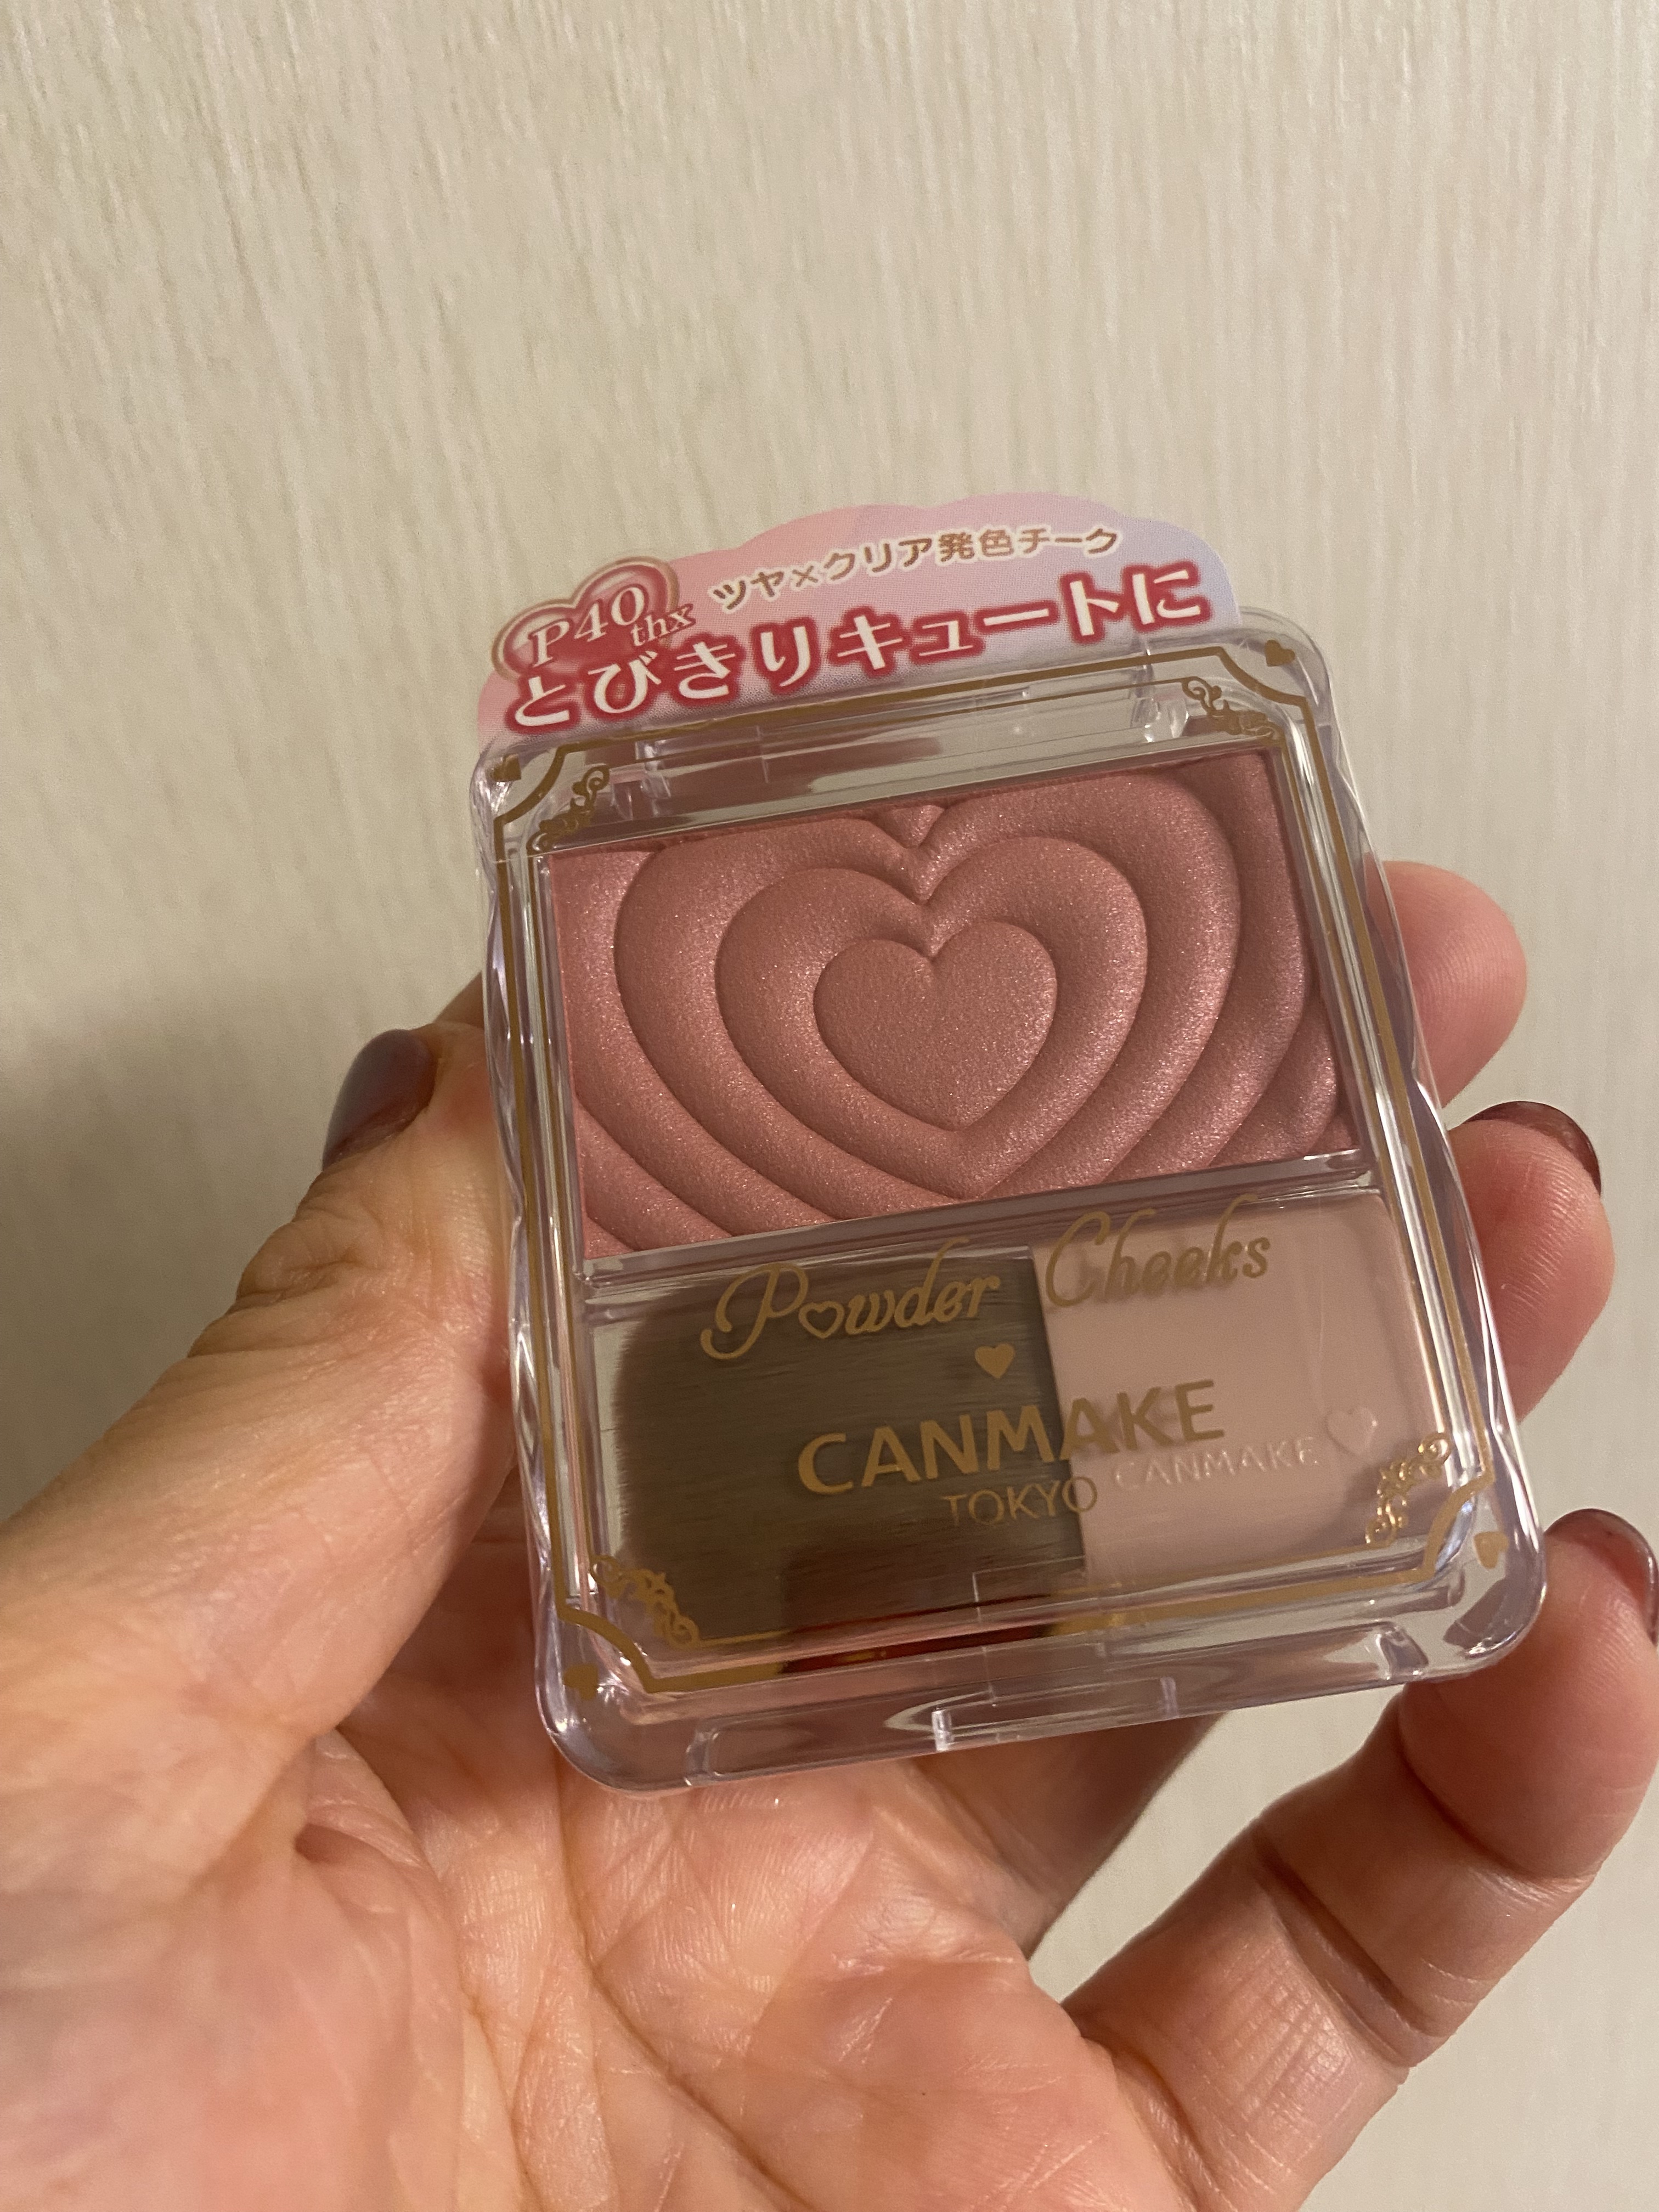 ツヤ×クリア発色チーク
P40
thx
とびきりキュートに
Powder Cheeks
CANMAKE
CANMAKE
TOKYO